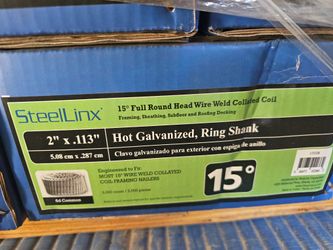 SteelLinx
15° Full Round Head Wire Weld Collated Coil
Framing, Sheathing, Subfloor and Roofing Decking
2" x .113"
5.08 cm x .287 cm
Hot Galvanized, Ring Shank
Clavo galvanizado para exterior con espiga de anillo
Engineered to Fit:
MOST 15° WIRE WELD COLLATED
COIL FRAMING NAILERS
15°
6d Common